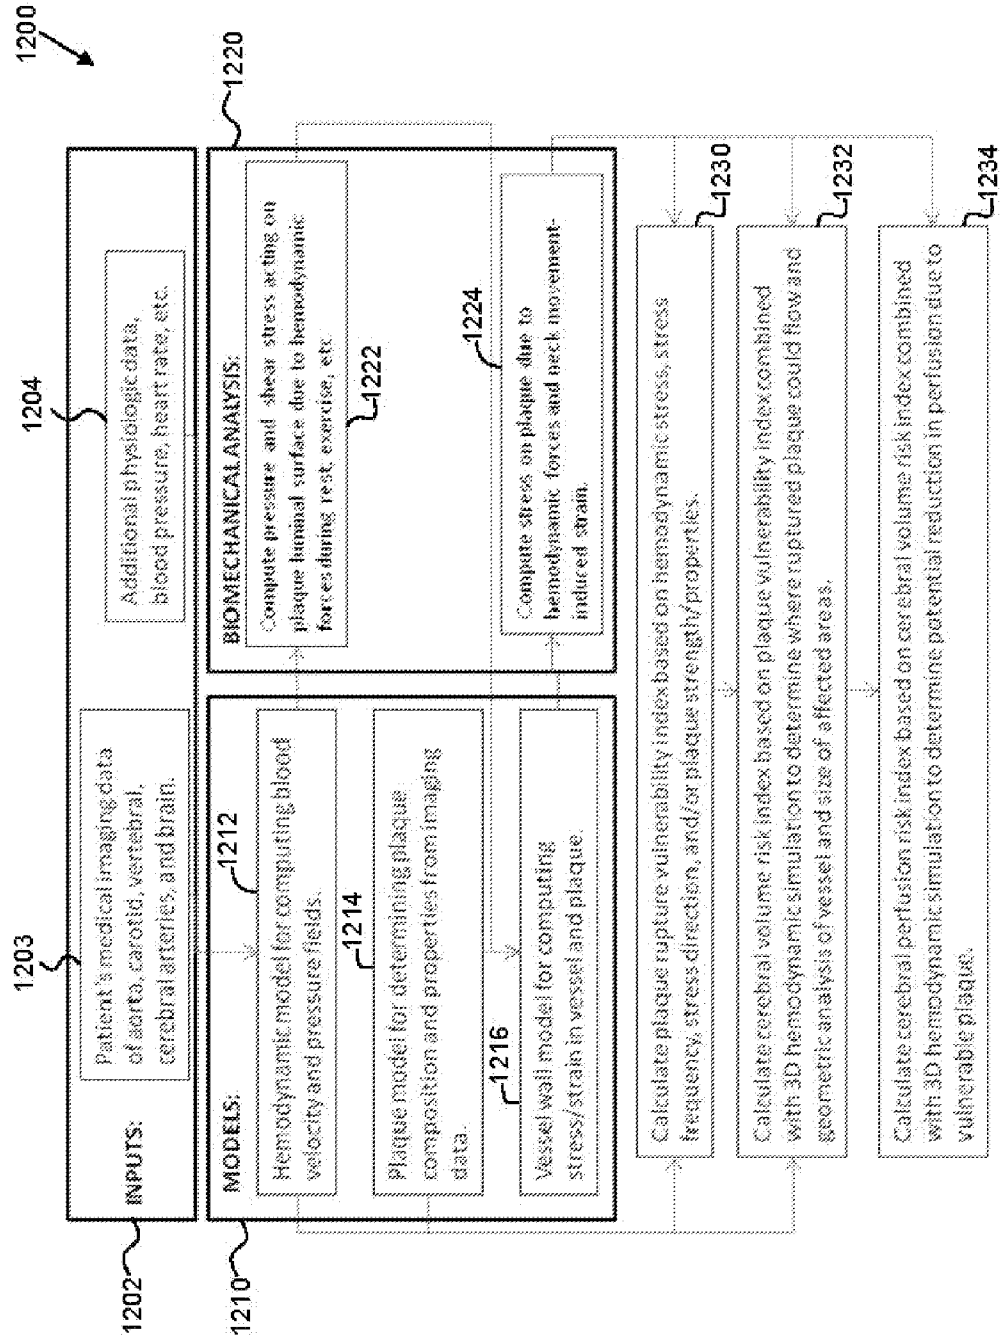 1200
1202
INPUTS:
1203
Patient's medical imaging data
of aorta, carotid, vertebral,
cerebral arteries, and brain.
1204
Additional physiologic data,
blood pressure, heart rate, etc.
1210
MODELS:
1212
Hemodynamic model for computing blood
velocity and pressure fields.
1214
Plaque model for determining plaque
composition and properties from imaging
data.
1216
Vessel wall model for computing
stress/strain in vessel and plaque.
1220
BIOMECHANICAL ANALYSIS:
Compute pressure and shear stress acting on
plaque luminal surface due to hemodynamic
forces during rest, exercise, etc.
1222
1224
Compute stress on plaque due to
hemodynamic forces and neck movement-
induced strain.
Calculate plaque rupture vulnerability index based on hemodynamic stress, stress
frequency, stress direction, and/or plaque strength/properties.
1230
Calculate cerebral volume risk index based on plaque vulnerability index combined
with 3D hemodynamic simulation to determine where ruptured plaque could flow and
geometric analysis of vessel and size of affected areas.
1232
Calculate cerebral perfusion risk index based on cerebral volume risk index combined
with 3D hemodynamic simulation to determine potential reduction in perfusion due to
vulnerable plaque.
1234